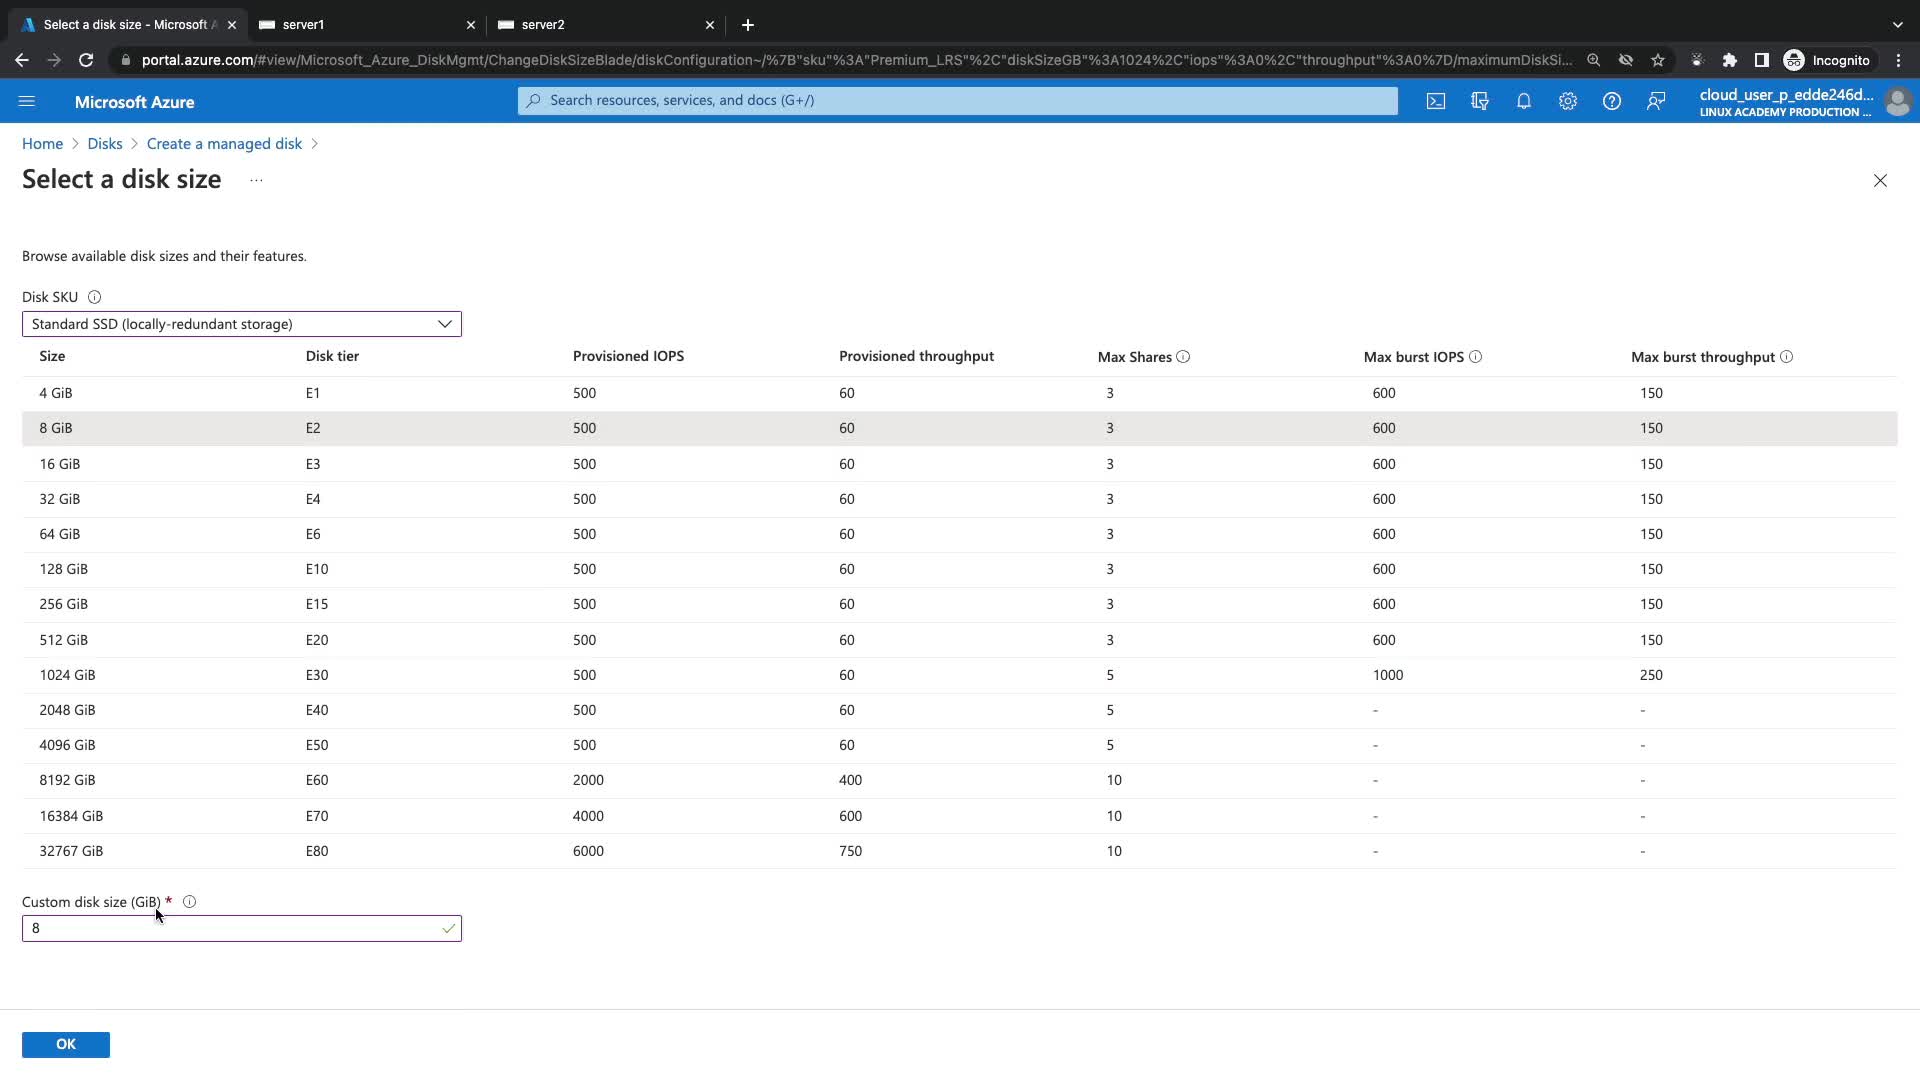 Select a disk size - Microsoft A
server1
server2
portal.azure.com/#view/Microsoft_Azure_DiskMgmt/ChangeDiskSizeBlade/diskConfiguration~/%7B"sku"%3A"Premium_LRS"%2C"diskSizeGB"%3A1024%2C"iops"%3A0%2C"throughput"%3A0%7D/maximumDiskSi...
Incognito
Microsoft Azure
Search resources, services, and docs (G+/)
cloud_user_p_edde246d...
LINUX ACADEMY PRODUCTION ...
Home > Disks > Create a managed disk >
Select a disk size ...
Browse available disk sizes and their features.
Disk SKU
Standard SSD (locally-redundant storage)
Size Disk tier Provisioned IOPS Provisioned throughput Max Shares Max burst IOPS Max burst throughput
4 GiB E1 500 60 3 600 150
8 GiB E2 500 60 3 600 150
16 GiB E3 500 60 3 600 150
32 GiB E4 500 60 3 600 150
64 GiB E6 500 60 3 600 150
128 GiB E10 500 60 3 600 150
256 GiB E15 500 60 3 600 150
512 GiB E20 500 60 3 600 150
1024 GiB E30 500 60 5 1000 250
2048 GiB E40 500 60 5 - -
4096 GiB E50 500 60 5 - -
8192 GiB E60 2000 400 10 - -
16384 GiB E70 4000 600 10 - -
32767 GiB E80 6000 750 10 - -
Custom disk size (GiB) *
8
OK